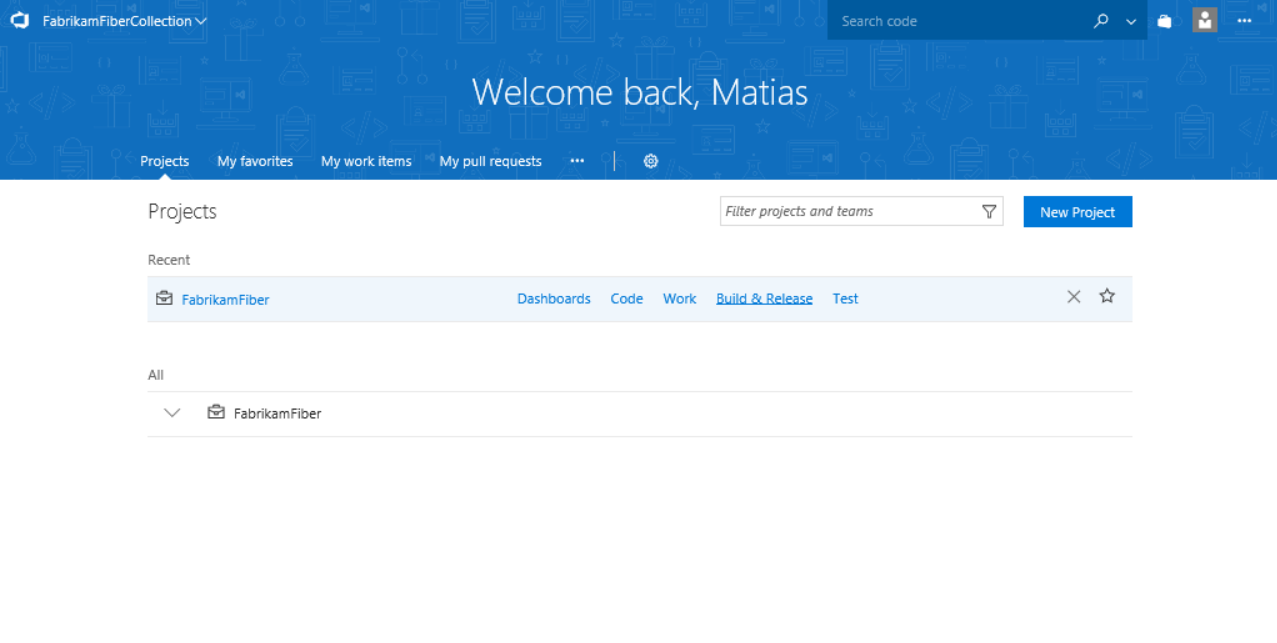 FabrikamFiberCollection Search code
Welcome back, Matias
Projects My favorites My work items My pull requests
Projects Filter projects and teams New Project
Recent
FabrikamFiber Dashboards Code Work Build & Release Test
All
FabrikamFiber